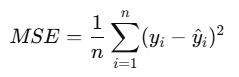 $MSE = \frac{1}{n} \sum_{i=1}^{n} (y_i - \hat{y}_i)^2$